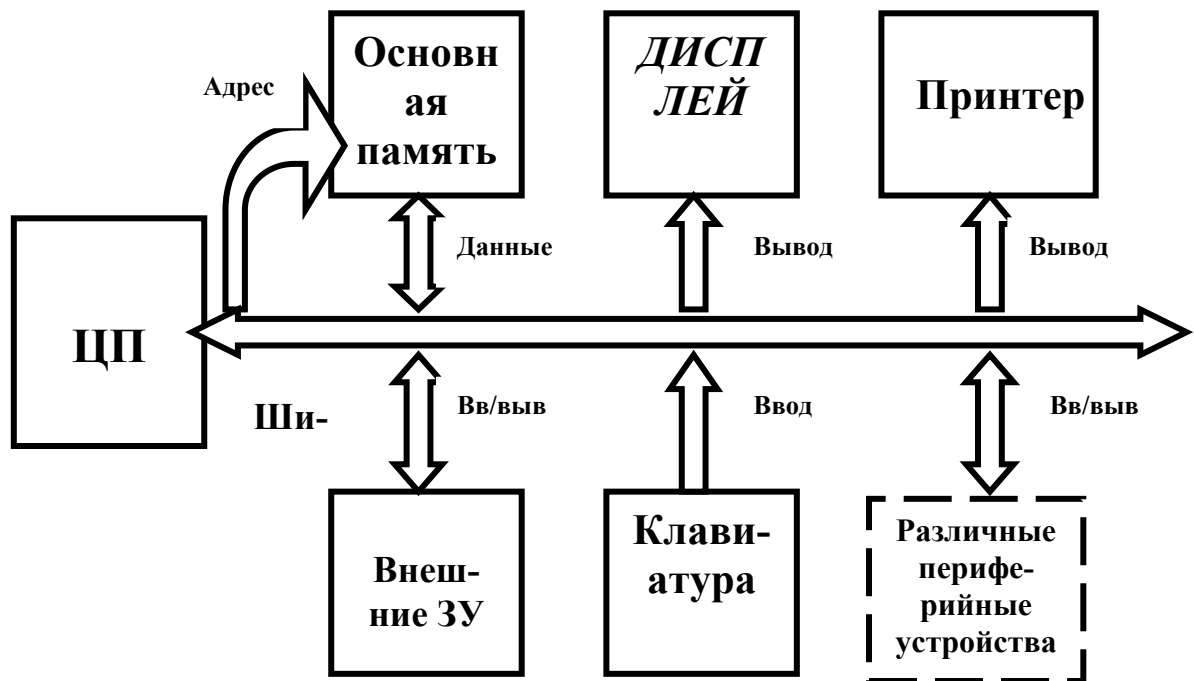 Основн
ая
память
ДИСП
ЛЕЙ
Принтер
Адрес
Данные
Вывод
Вывод
ЦП
Ши-
Вв/выв
Ввод
Вв/выв
Внеш-
ние ЗУ
Клави-
атура
Различные
перифе-
рийные
устройства